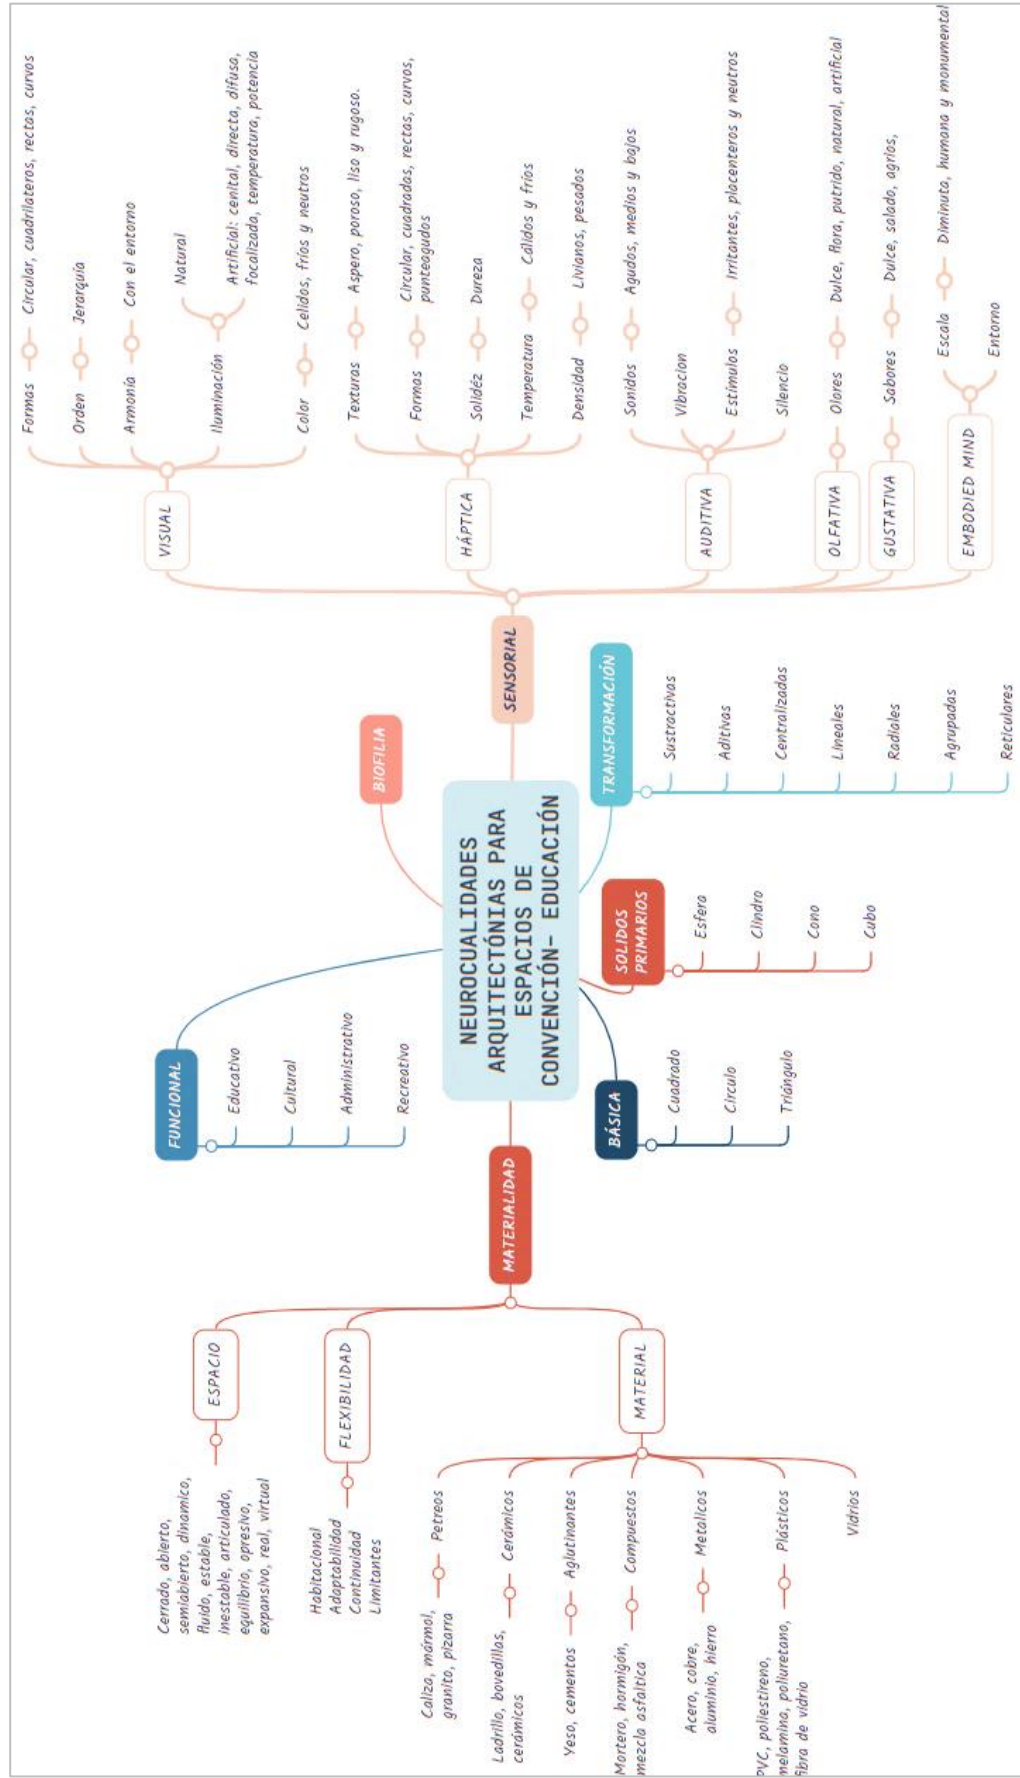 NEUROCUALIDADES
ARQUITECTÓNIAS PARA
ESPACIOS DE
CONVENCIÓN- EDUCACIÓN
FUNCIONAL
Educativo
Cultural
Administrativo
Recreativo
BIOFILIA
SENSORIAL
VISUAL
Formas
Circular, cuadrilateros, rectas, curvos
Orden
Jerarquía
Armonía
Con el entorno
Iluminación
Natural
Artificial: cenital, directa, difusa,
focalizada, temperatura, potencia
Color
Celidos, fríos y neutros
HÁPTICA
Texturas
Aspero, poroso, liso y rugoso.
Formas
Circular, cuadradas, rectas, curvos,
punteagudos
Solidéz
Dureza
Temperatura
Cálidos y fríos
Densidad
Livianos, pesados
AUDITIVA
Sonidos
Agudos, medios y bajos
Vibracion
Estímulos
Irritantes, placenteros y neutros
Silencio
OLFATIVA
Olores
Dulce, flora, putrido, natural, artificial
GUSTATIVA
Sabores
Dulce, salado, agrios,
EMBODIED MIND
Escala
Diminuta, humana y monumental
Entorno
TRANSFORMACIÓN
Sustractivas
Aditivas
Centralizadas
Lineales
Radiales
Agrupadas
Reticulares
SOLIDOS
PRIMARIOS
Esfera
Clindro
Cono
Cubo
BÁSICA
Cuadrado
Círculo
Triángulo
MATERIALIDAD
ESPACIO
Cerrado, abierto,
semiabierto, dinamico,
fluido, estable,
inestable, articulado,
equilibrio, opresivo,
expansivo, real, virtual
FLEXIBILIDAD
Habitacional
Adaptabilidad
Continuidad
Limitantes
MATERIAL
Petreos
Caliza, mármol,
granito, pizarra
Cerámicos
Ladrillo, bovedillas,
cerámicos
Aglutinantes
Yeso, cementos
Compuestos
Mortero, hormigón,
mezcla asfaltica
Metalicos
Acero, cobre,
aluminio, hierro
Plásticos
PVC, poliestireno,
melamina, poliuretano,
fibra de vidrio
Vidrios